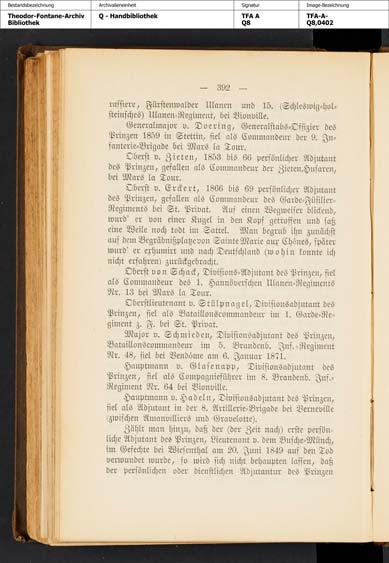 Bestandsbezeichnung Archivalieneinheit Signatur Image-Bezeichnung
Theodor-Fontane-Archiv Q - Handbibliothek TFA A TFA-A-
Bibliothek Q8 Q8,0402
— 392 —
raffiere, Fürstenwalder Ulanen und 15. (Schleswig-hol-
steinsches) Ulanen-Regiment, bei Vionville.
Generalmajor v. Doering, Generalstabs-Offizier des
Prinzen 1859 in Stettin, fiel als Commandeur der 9. In-
fanterie-Brigade bei Mars la Tour.
Oberst v. Zieten, 1853 bis 66 persönlicher Adjutant
des Prinzen, gefallen als Commandeur der Zieten-Husaren,
bei Mars la Tour.
Oberst v. Erckert, 1866 bis 69 persönlicher Adjutant
des Prinzen, gefallen als Commandeur des Garde-Füsilier-
Regiments bei St. Privat. Auf einen Wegweiser blickend,
wurd' er von einer Kugel in den Kopf getroffen und saß
eine Weile noch todt im Sattel. Man begrub ihn zunächst
auf dem Begräbnißplatze von Sainte Marie aux Chênes, später
wurd' er exhumirt und nach Deutschland (wohin konnte ich
nicht erfahren) zurückgebracht.
Oberst von Schack, Divisions-Adjutant des Prinzen, fiel
als Commandeur des 1. Hannöverschen Ulanen-Regiments
Nr. 13 bei Mars la Tour.
Oberstlieutenant v. Stülpnagel, Divisionsadjutant des
Prinzen, fiel als Bataillonscommandeur im 1. Garde-Re-
giment z. F. bei St. Privat.
Major v. Schmieden, Divisionsadjutant des Prinzen,
Bataillonscommandeur im 5. Brandenb. Inf.-Regiment
Nr. 48, fiel bei Vendôme am 6. Januar 1871.
Hauptmann v. Glasenapp, Divisionsadjutant des
Prinzen, fiel als Compagnieführer im 8. Brandenb. Inf.-
Regiment Nr. 64 bei Vionville.
Hauptmann v. Hadeln, Divisionsadjutant des Prinzen,
fiel als Adjutant in der 8. Artillerie-Brigade bei Verneville
(zwischen Amanvilliers und Gravelotte).
Zählt man hinzu, daß der (der Zeit nach) erste persön-
liche Adjutant des Prinzen, Lieutenant v. dem Busche-Münch,
im Gefechte bei Wiesenthal am 20. Juni 1849 auf den Tod
verwundet wurde, so wird sich nicht behaupten lassen, daß
der persönlichen oder dienstlichen Adjutantur des Prinzen